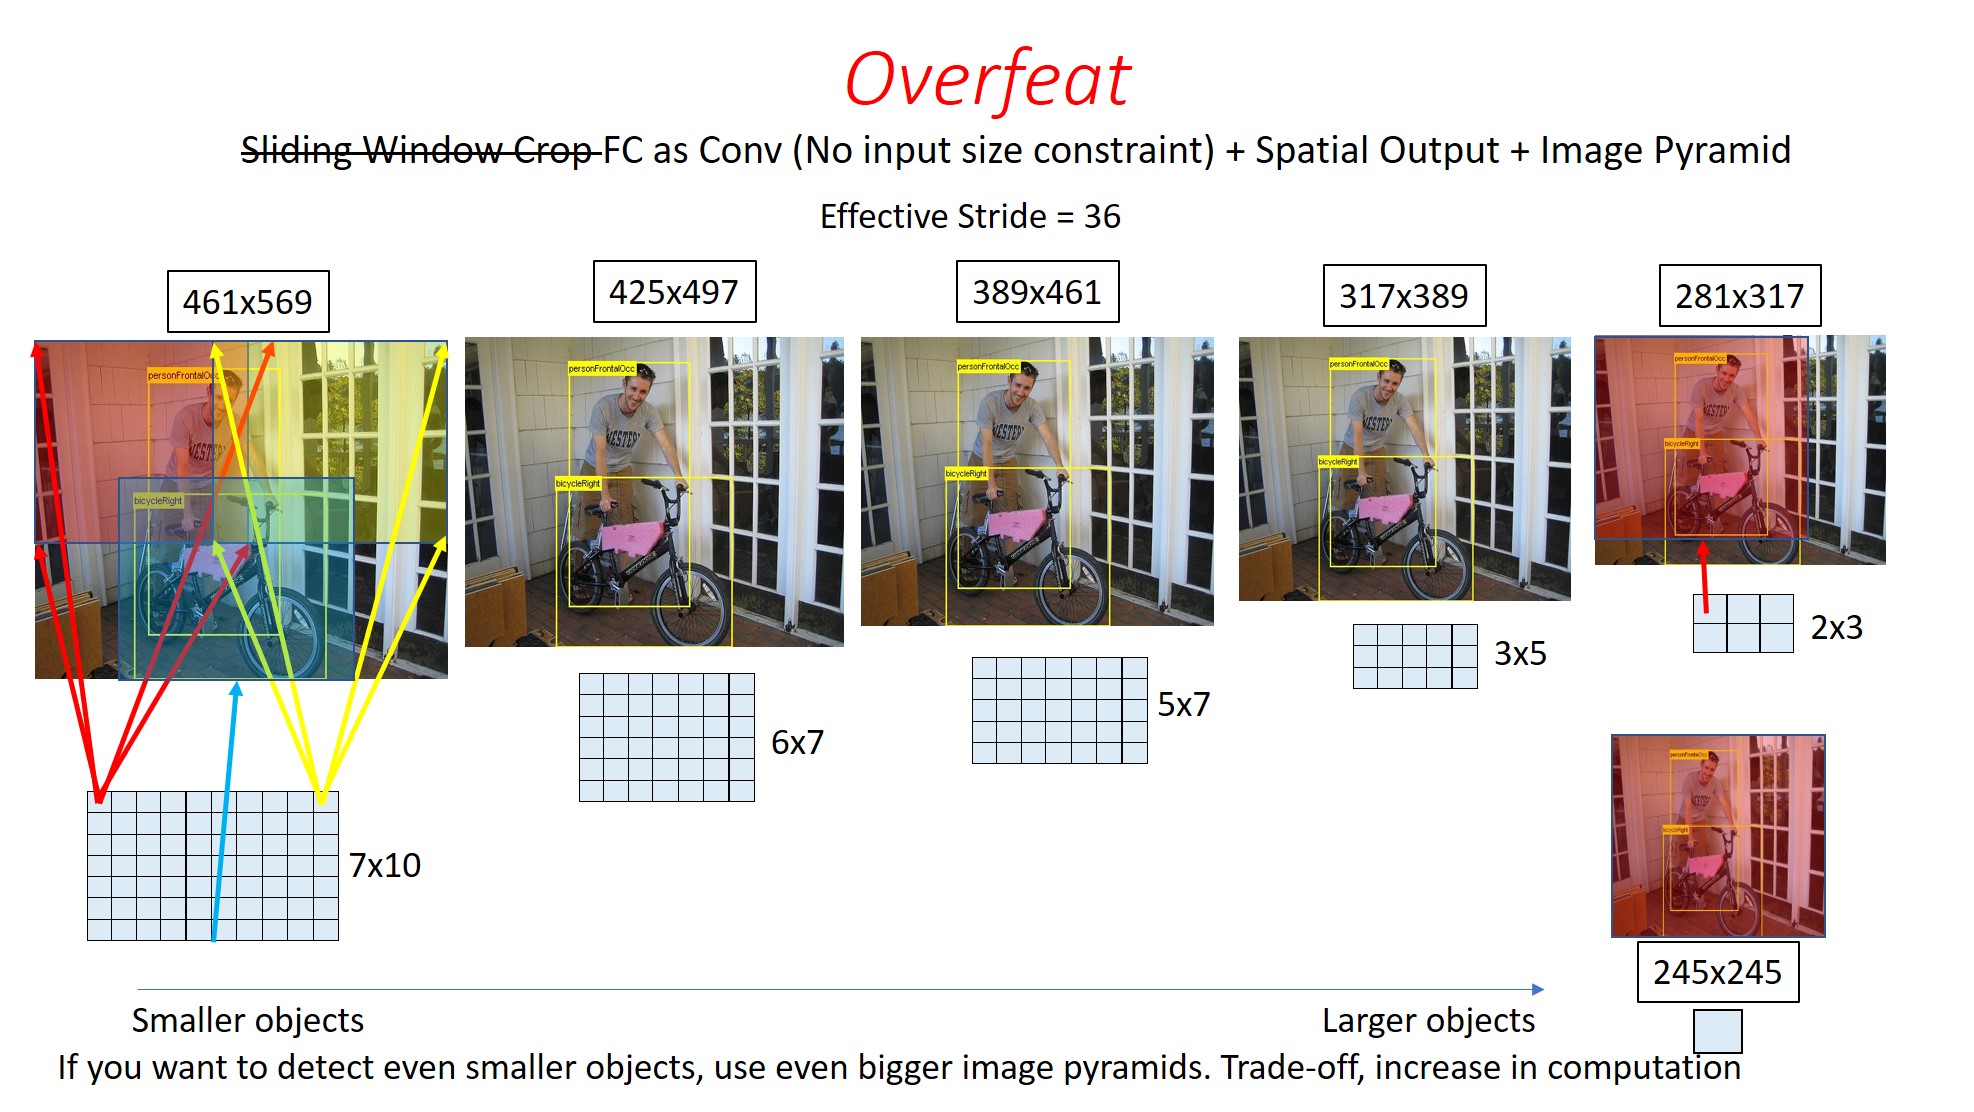 Overfeat
Sliding Window Crop FC as Conv (No input size constraint) + Spatial Output + Image Pyramid
Effective Stride = 36
461x569
425x497
389x461
317x389
281x317
personFrontalOcc
bicycleRight
personFrontalOcc
bicycleRight
personFrontalOcc
bicycleRight
personFrontalOcc
bicycleRight
personFrontalOcc
bicycleRight
7x10
6x7
5x7
3x5
2x3
personFrontalOcc
bicycleRight
245x245
Smaller objects
Larger objects
If you want to detect even smaller objects, use even bigger image pyramids. Trade-off, increase in computation